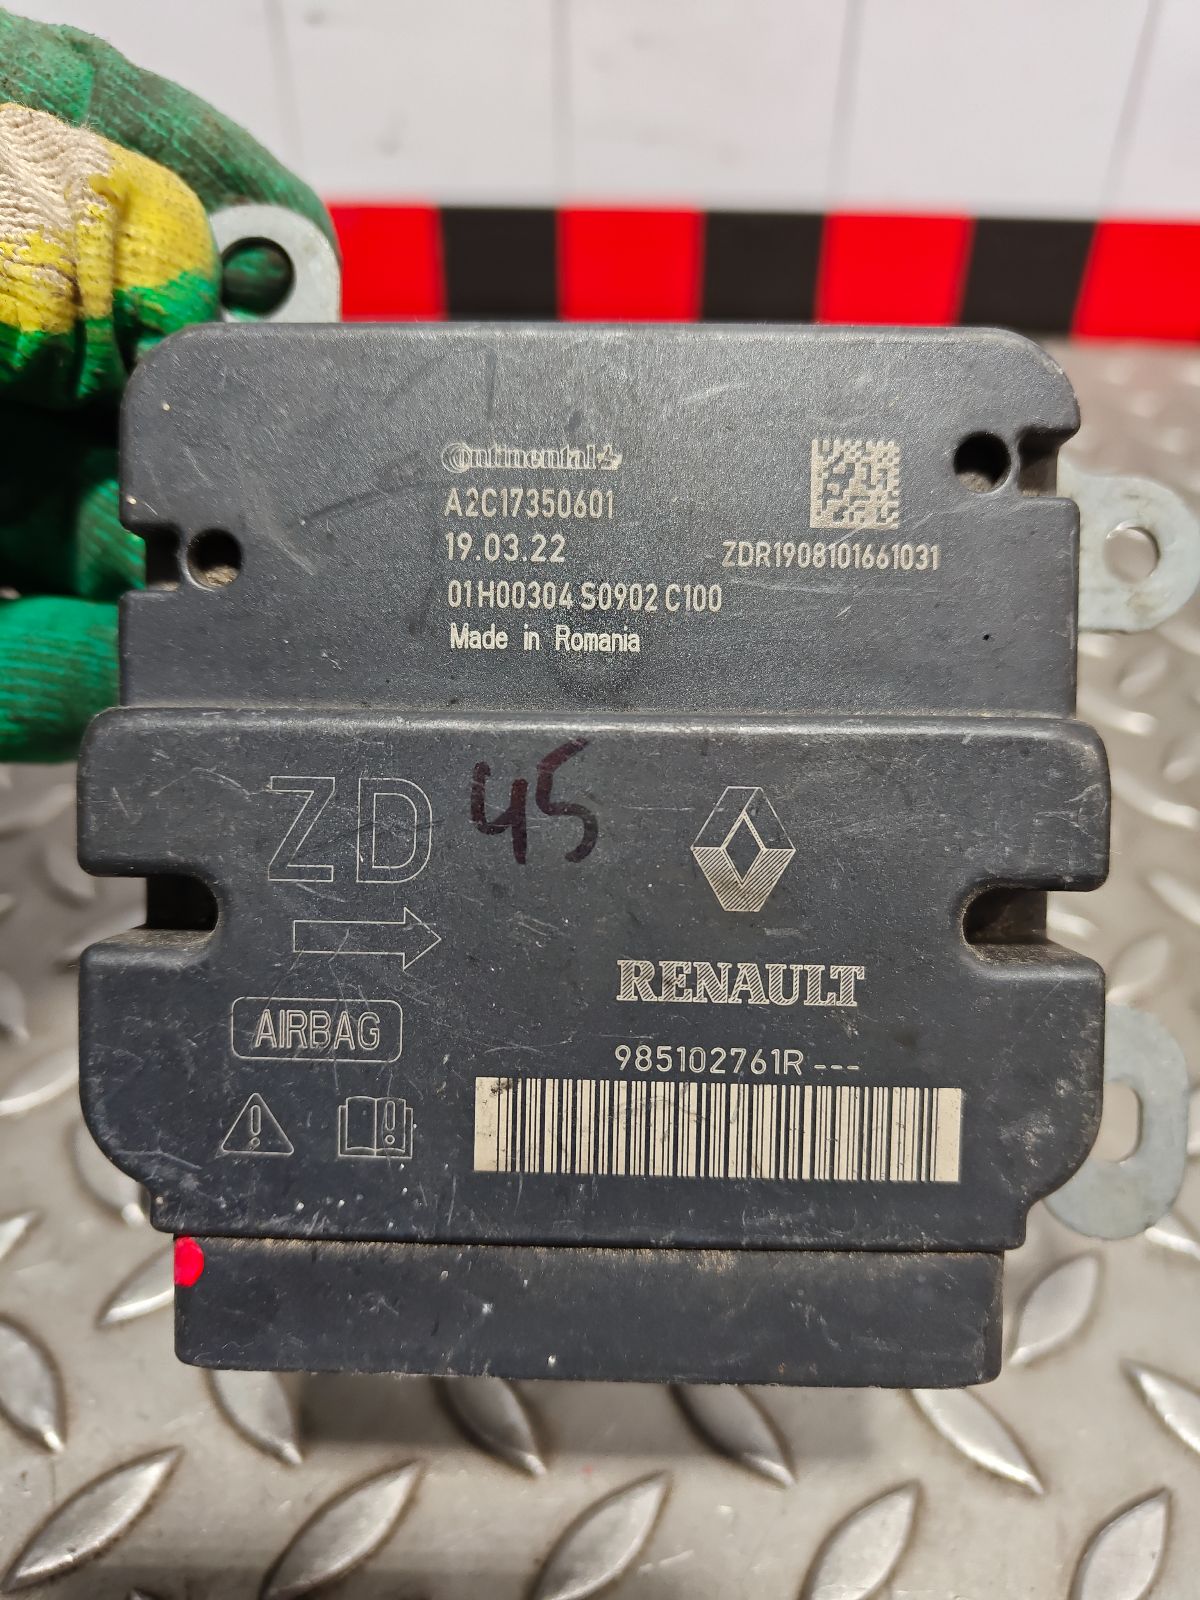 Continental
A2C17350601
19.03.22
ZDR1908101661031
01H00304 S0902 C100
Made in Romania
ZD
45
RENAULT
AIRBAG
985102761R ---